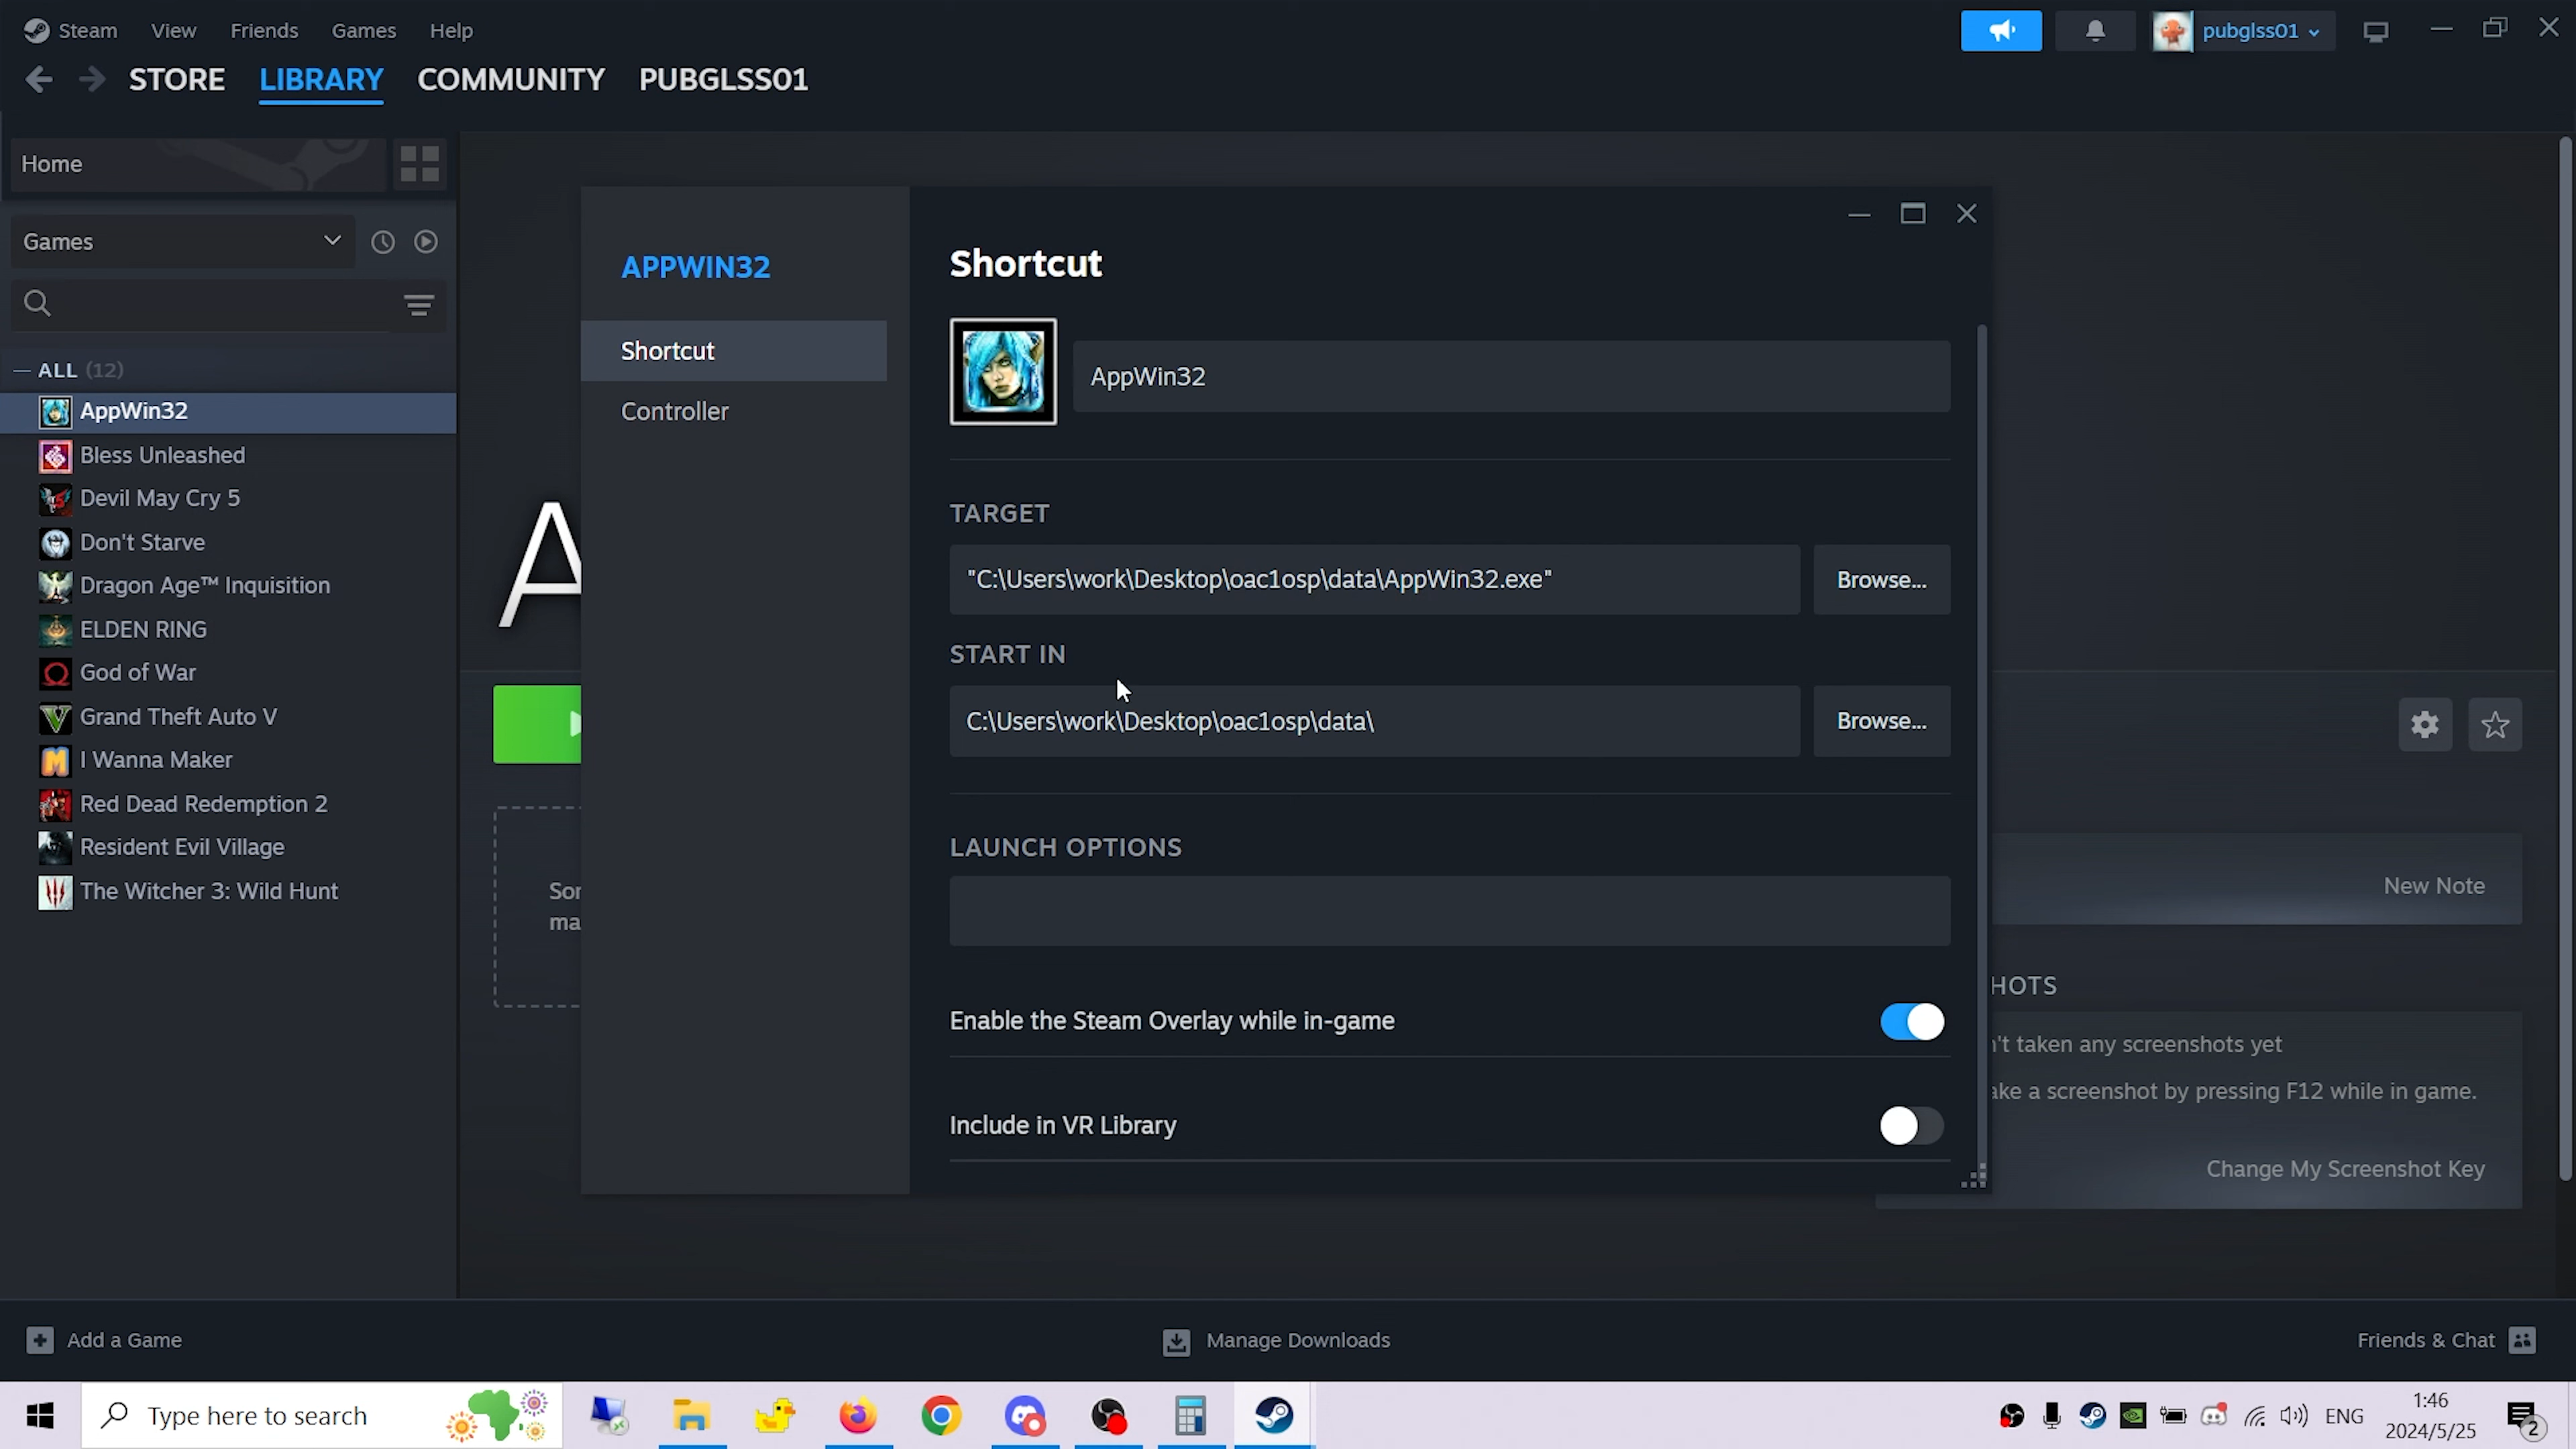 Steam View Friends Games Help
pubglss01
STORE LIBRARY COMMUNITY PUBGLSS01
Home
Games
ALL (12)
AppWin32
Bless Unleashed
Devil May Cry 5
Don't Starve
Dragon Age™ Inquisition
ELDEN RING
God of War
Grand Theft Auto V
I Wanna Maker
Red Dead Redemption 2
Resident Evil Village
The Witcher 3: Wild Hunt
A
Sor
ma
APPWIN32
Shortcut
Controller
Shortcut
AppWin32
TARGET
"C:\Users\work\Desktop\oac1osp\data\AppWin32.exe"
Browse...
START IN
C:\Users\work\Desktop\oac1osp\data\
Browse...
LAUNCH OPTIONS
Enable the Steam Overlay while in-game
Include in VR Library
New Note
HOTS
n't taken any screenshots yet
ake a screenshot by pressing F12 while in game.
Change My Screenshot Key
Add a Game
Manage Downloads
Friends & Chat
Type here to search
ENG
1:46
2024/5/25
2